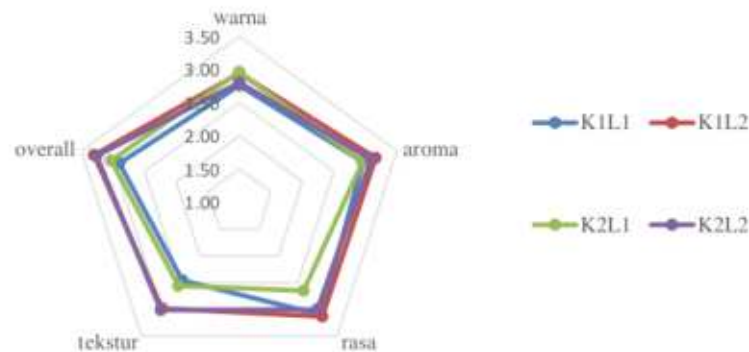 warna
3.50
3.00
2.50
2.00
1.50
1.00
overall
aroma
tekstur
rasa
K1L1
K1L2
K2L1
K2L2